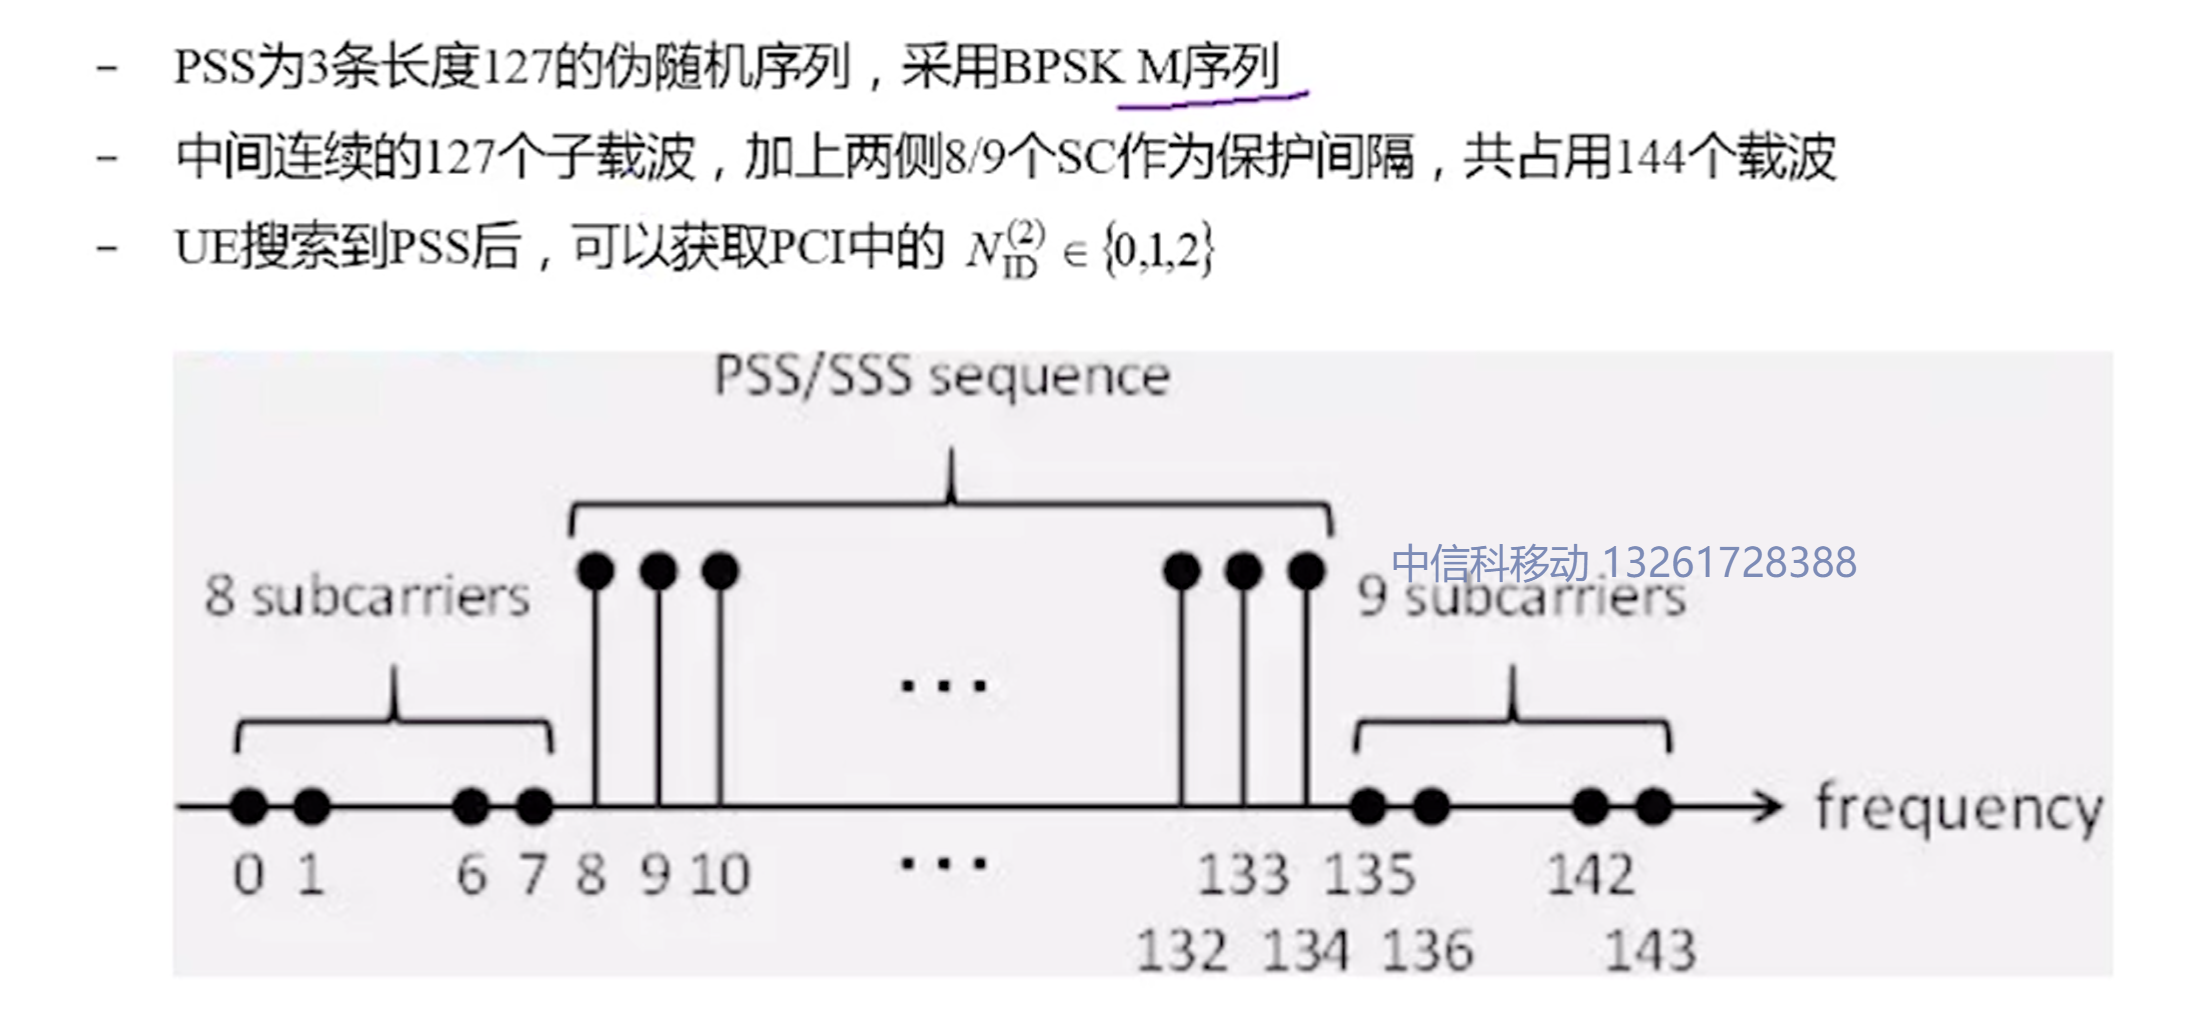 - PSS为3条长度127的伪随机序列，采用BPSK M序列
- 中间连续的127个子载波，加上两侧8/9个SC作为保护间隔，共占用144个载波
- UE搜索到PSS后，可以获取PCI中的 N_ID^(2) ∈ {0,1,2}
PSS/SSS sequence
中信科移动 13261728388
8 subcarriers
9 subcarriers
...
frequency
0 1 6 7 8 9 10 ... 133 135 142
132 134 136 143